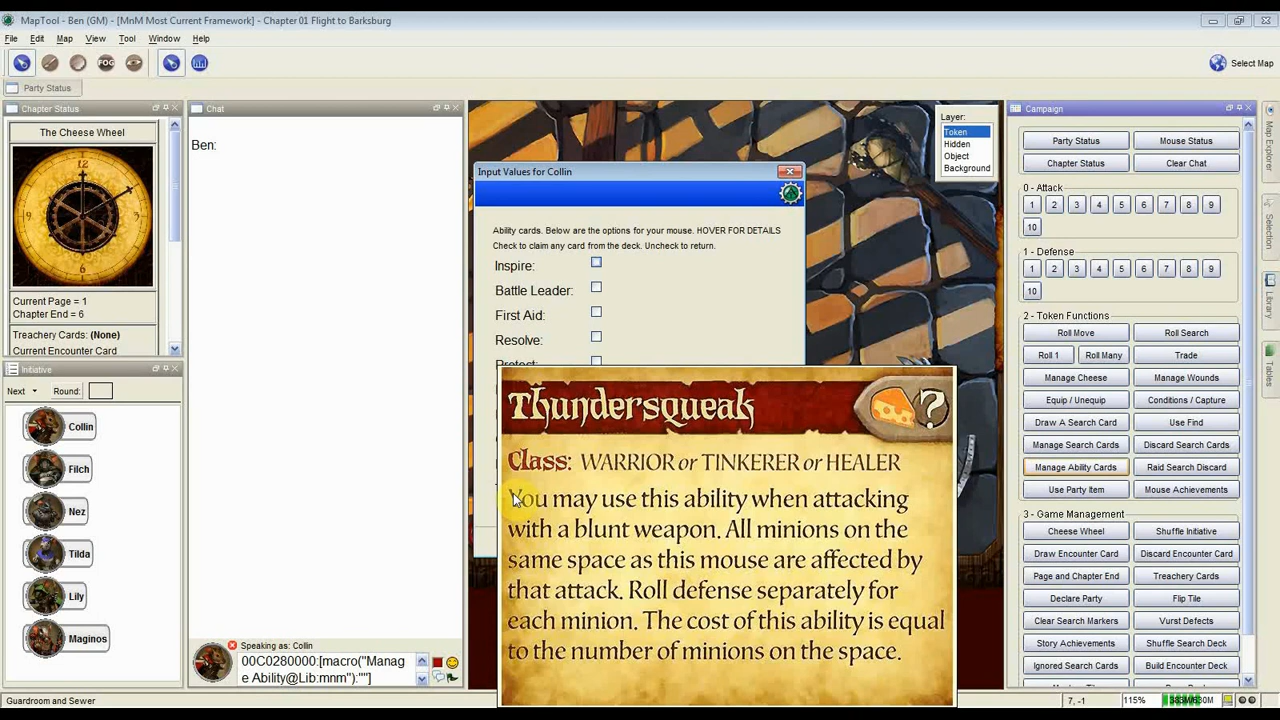 MapTool - Ben (GM) - [MnM Most Current Framework] - Chapter 01 Flight to Barksburg
File Edit Map View Tool Window Help
FOG
Select Map
Party Status
Chapter Status
The Cheese Wheel
12
Current Page = 1
Chapter End = 6
Treachery Cards: (None)
Current Encounter Card
Initiative
Next
Round:
Collin
Filch
Nez
Tilda
Lily
Maginos
Chat
Ben:
Speaking as: Collin
00C0280000:[macro("Manag
e Ability@Lib:mnm"):""]
Layer:
Token
Hidden
Object
Background
Input Values for Collin
Ability cards. Below are the options for your mouse. HOVER FOR DETAILS
Check to claim any card from the deck. Uncheck to return.
Inspire:
Battle Leader:
First Aid:
Resolve:
Protect:
Thundersqueak
?
Class: WARRIOR or TINKERER or HEALER
You may use this ability when attacking
with a blunt weapon. All minions on the
same space as this mouse are affected by
that attack. Roll defense separately for
each minion. The cost of this ability is equal
to the number of minions on the space.
Campaign
Party Status Mouse Status
Chapter Status Clear Chat
0 - Attack
1 2 3 4 5 6 7 8 9
10
1 - Defense
1 2 3 4 5 6 7 8 9
10
2 - Token Functions
Roll Move Roll Search
Roll 1 Roll Many Trade
Manage Cheese Manage Wounds
Equip / Unequip Conditions / Capture
Draw A Search Card Use Find
Manage Search Cards Discard Search Cards
Manage Ability Cards Raid Search Discard
Use Party Item Mouse Achievements
3 - Game Management
Cheese Wheel Shuffle Initiative
Draw Encounter Card Discard Encounter Card
Page and Chapter End Treachery Cards
Declare Party Flip Tile
Clear Search Markers Vurst Defects
Story Achievements Shuffle Search Deck
Ignored Search Cards Build Encounter Deck
Map Explorer
Selection
Library
Tables
Guardroom and Sewer
7, -1
115%
383M/630M